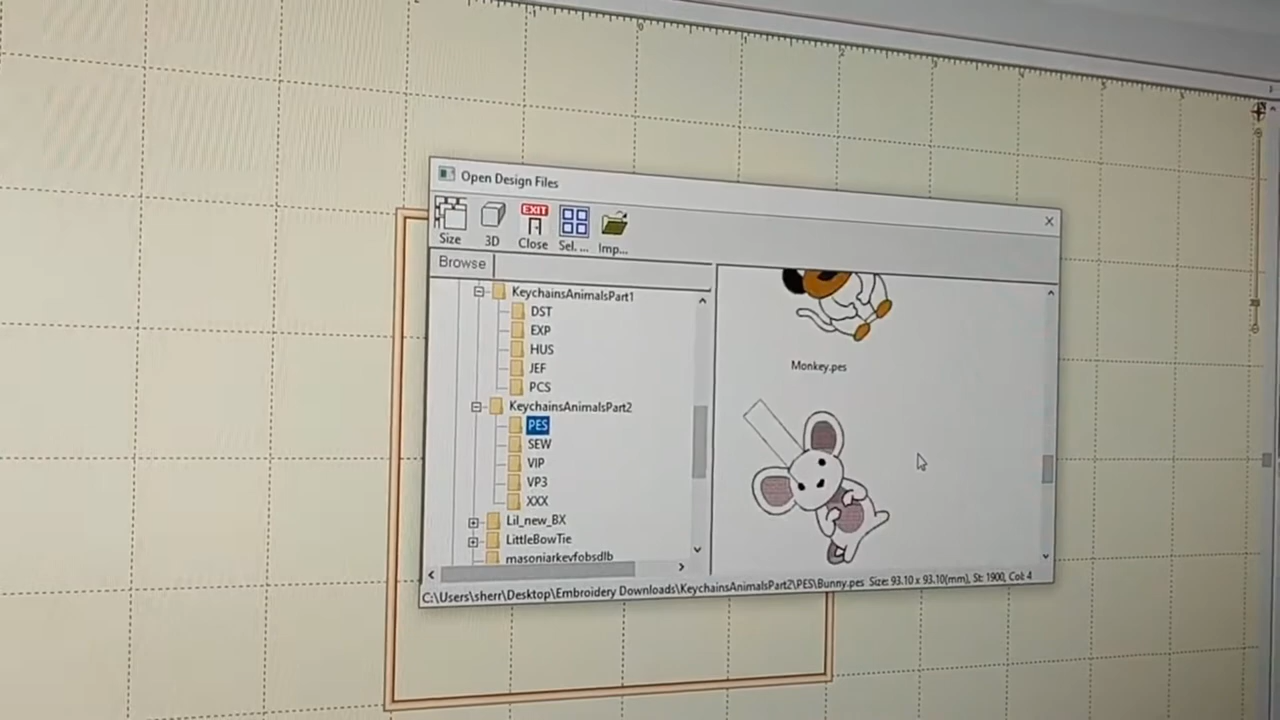 Open Design Files
EXIT
Size 3D Close Sel. ... Imp...
Browse
KeychainsAnimalsPart1
DST
EXP
HUS
JEF
PCS
KeychainsAnimalsPart2
PES
SEW
VIP
VP3
XXX
Lil_new_BX
LittleBowTie
masoniarkevfobsdlb
Monkey.pes
C:\Users\sherr\Desktop\Embroidery Downloads\KeychainsAnimalsPart2\PES\Bunny.pes Size: 93.10 x 93.10(mm), St: 1900, Col: 4